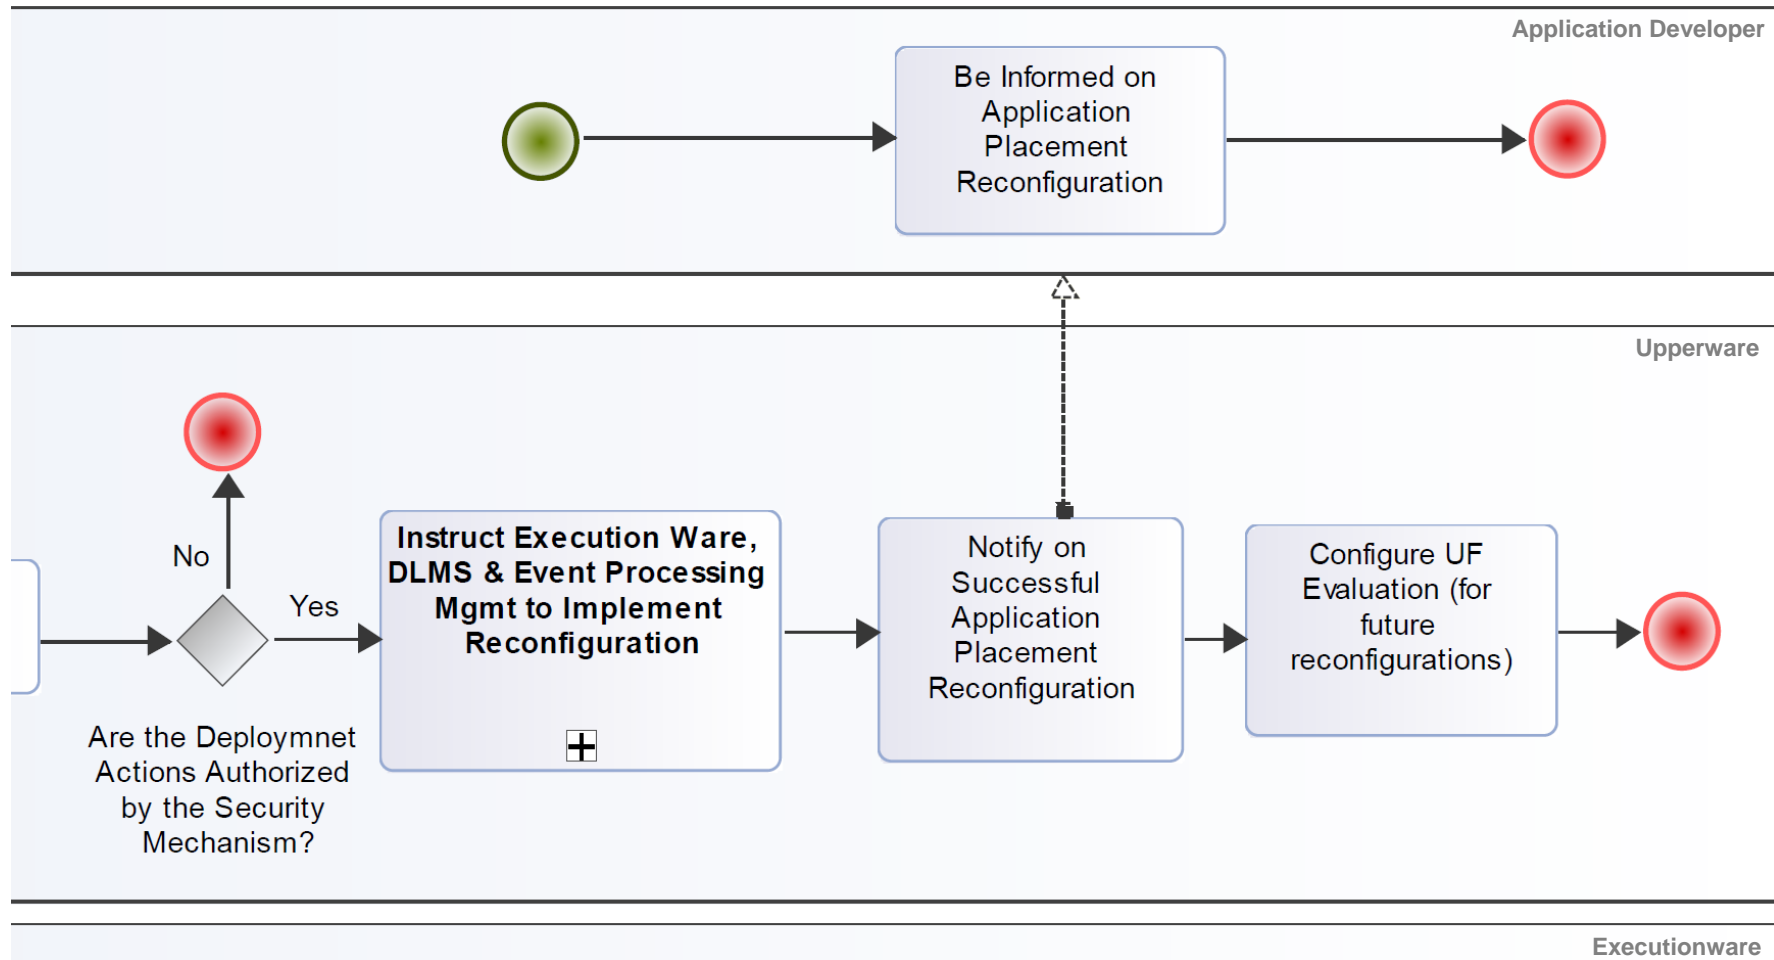 Application Developer
Be Informed on
Application
Placement
Reconfiguration
Upperware
No
Yes
Instruct Execution Ware,
DLMS & Event Processing
Mgmt to Implement
Reconfiguration
Notify on
Successful
Application
Placement
Reconfiguration
Configure UF
Evaluation (for
future
reconfigurations)
Are the Deploymnet
Actions Authorized
by the Security
Mechanism?
Executionware